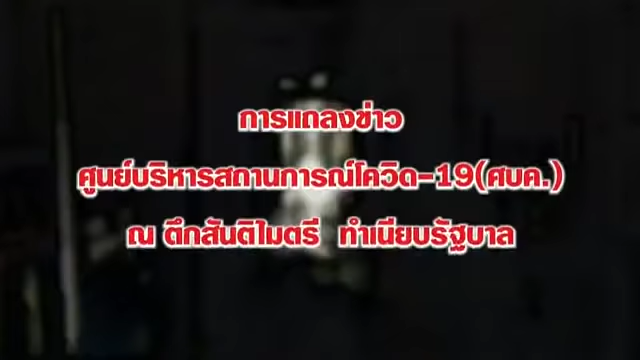 การแถลงข่าว
ศูนย์บริหารสถานการณ์โควิด-19(ศบค.)
ณ ตึกสันติไมตรี ทำเนียบรัฐบาล